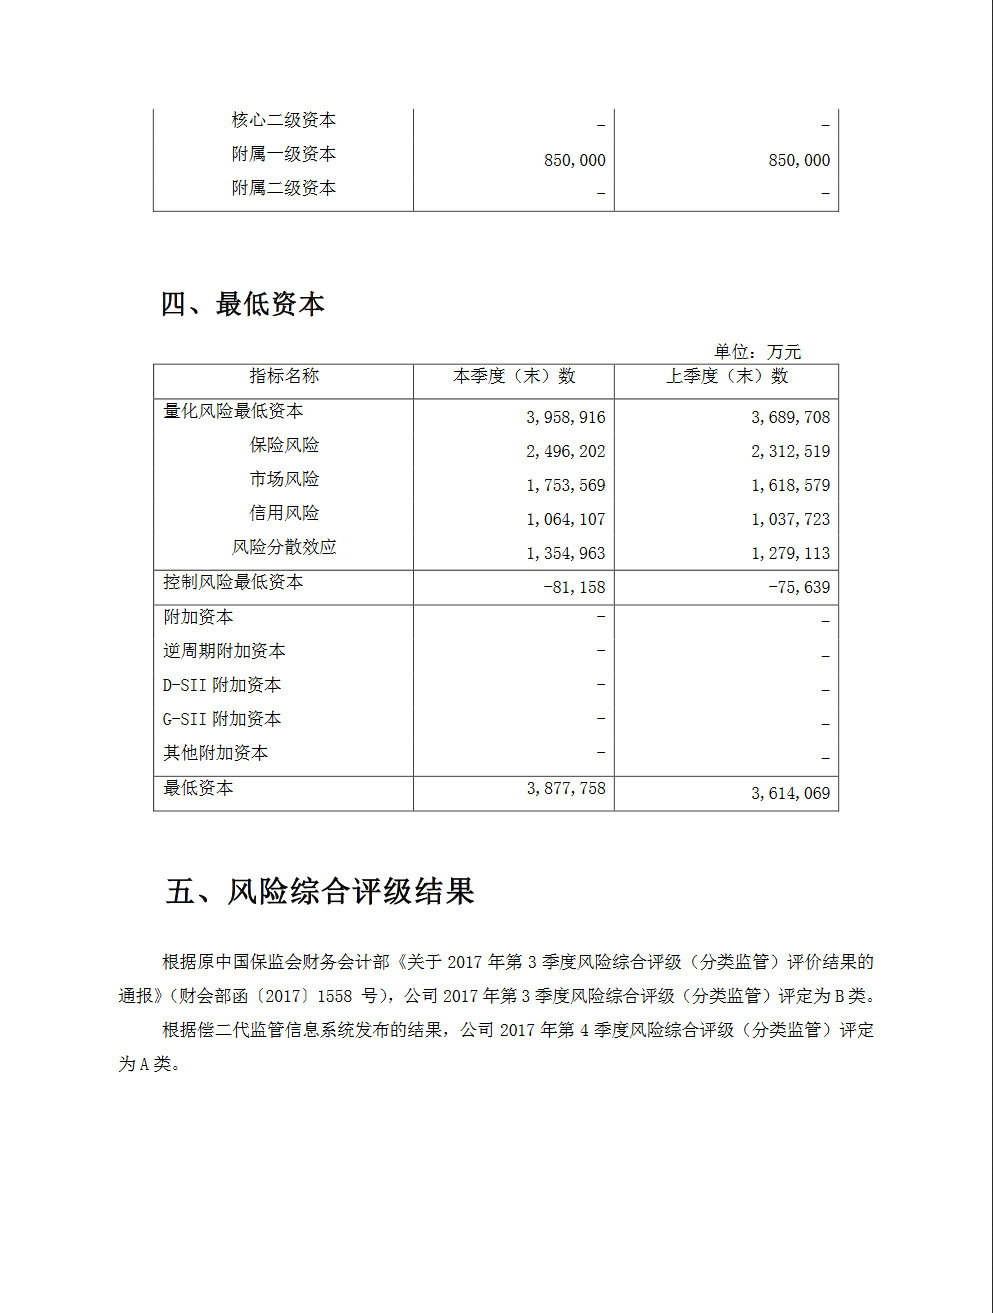 核心二级资本 – –
附属一级资本 850,000 850,000
附属二级资本 – –
四、最低资本
单位：万元
指标名称 本季度（末）数 上季度（末）数
量化风险最低资本 3,958,916 3,689,708
保险风险 2,496,202 2,312,519
市场风险 1,753,569 1,618,579
信用风险 1,064,107 1,037,723
风险分散效应 1,354,963 1,279,113
控制风险最低资本 -81,158 -75,639
附加资本 – –
逆周期附加资本 – –
D-SII 附加资本 – –
G-SII 附加资本 – –
其他附加资本 – –
最低资本 3,877,758 3,614,069
五、风险综合评级结果
根据原中国保监会财务会计部《关于 2017 年第 3 季度风险综合评级（分类监管）评价结果的
通报》（财会部函〔2017〕1558 号），公司 2017 年第 3 季度风险综合评级（分类监管）评定为 B 类。
根据偿二代监管信息系统发布的结果，公司 2017 年第 4 季度风险综合评级（分类监管）评定
为 A 类。